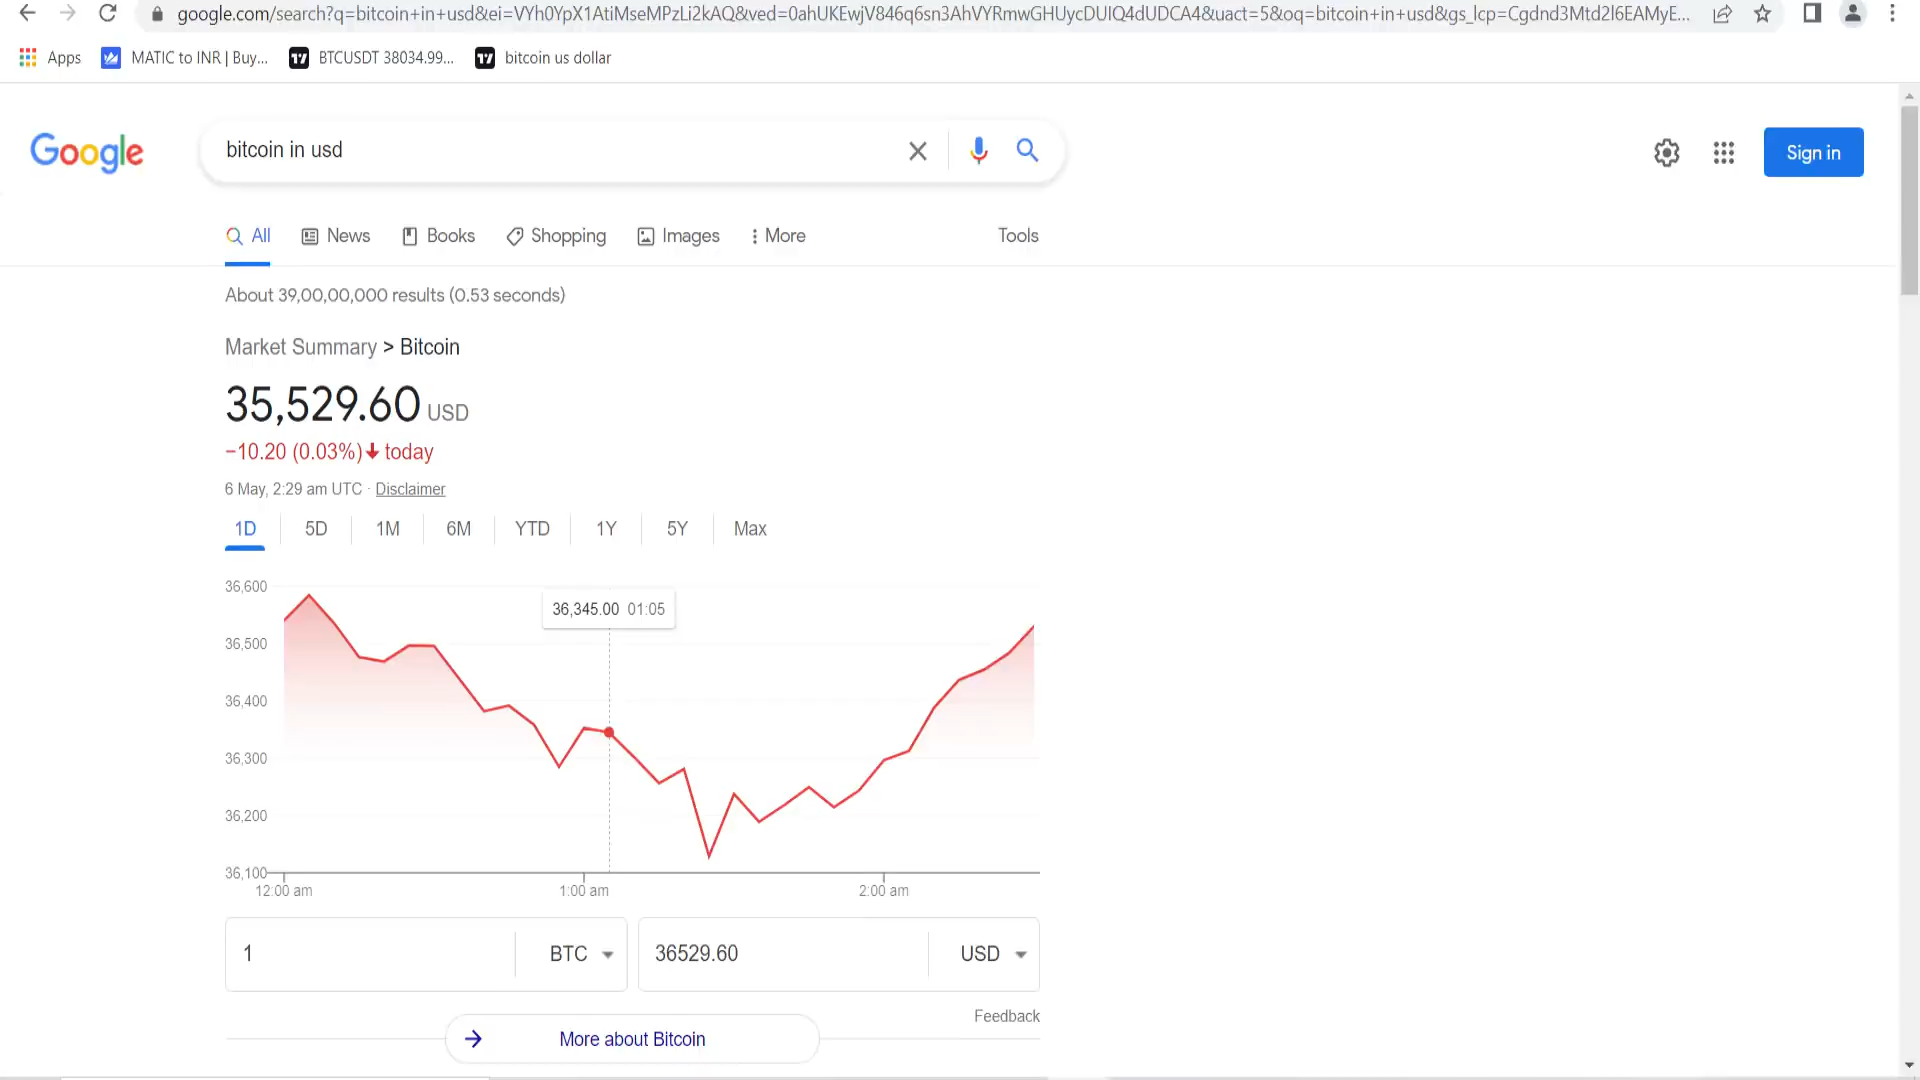 google.com/search?q=bitcoin+in+usd&ei=VYh0YpX1AtiMseMPzLi2kAQ&ved=0ahUKEwjV846q6sn3AhVYRmwGHUycDUIQ4dUDCA4&uact=5&oq=bitcoin+in+usd&gs_lcp=Cgdnd3Mtd2l6EAMyE...
Apps MATIC to INR | Buy... BTCUSDT 38034.99... bitcoin us dollar
Google bitcoin in usd Sign in
All News Books Shopping Images More Tools
About 39,00,00,000 results (0.53 seconds)
Market Summary > Bitcoin
35,529.60 USD
−10.20 (0.03%) today
6 May, 2:29 am UTC · Disclaimer
1D 5D 1M 6M YTD 1Y 5Y Max
36,600
36,345.00 01:05
36,500
36,400
36,300
36,200
36,100
12:00 am 1:00 am 2:00 am
1 BTC 36529.60 USD
Feedback
More about Bitcoin